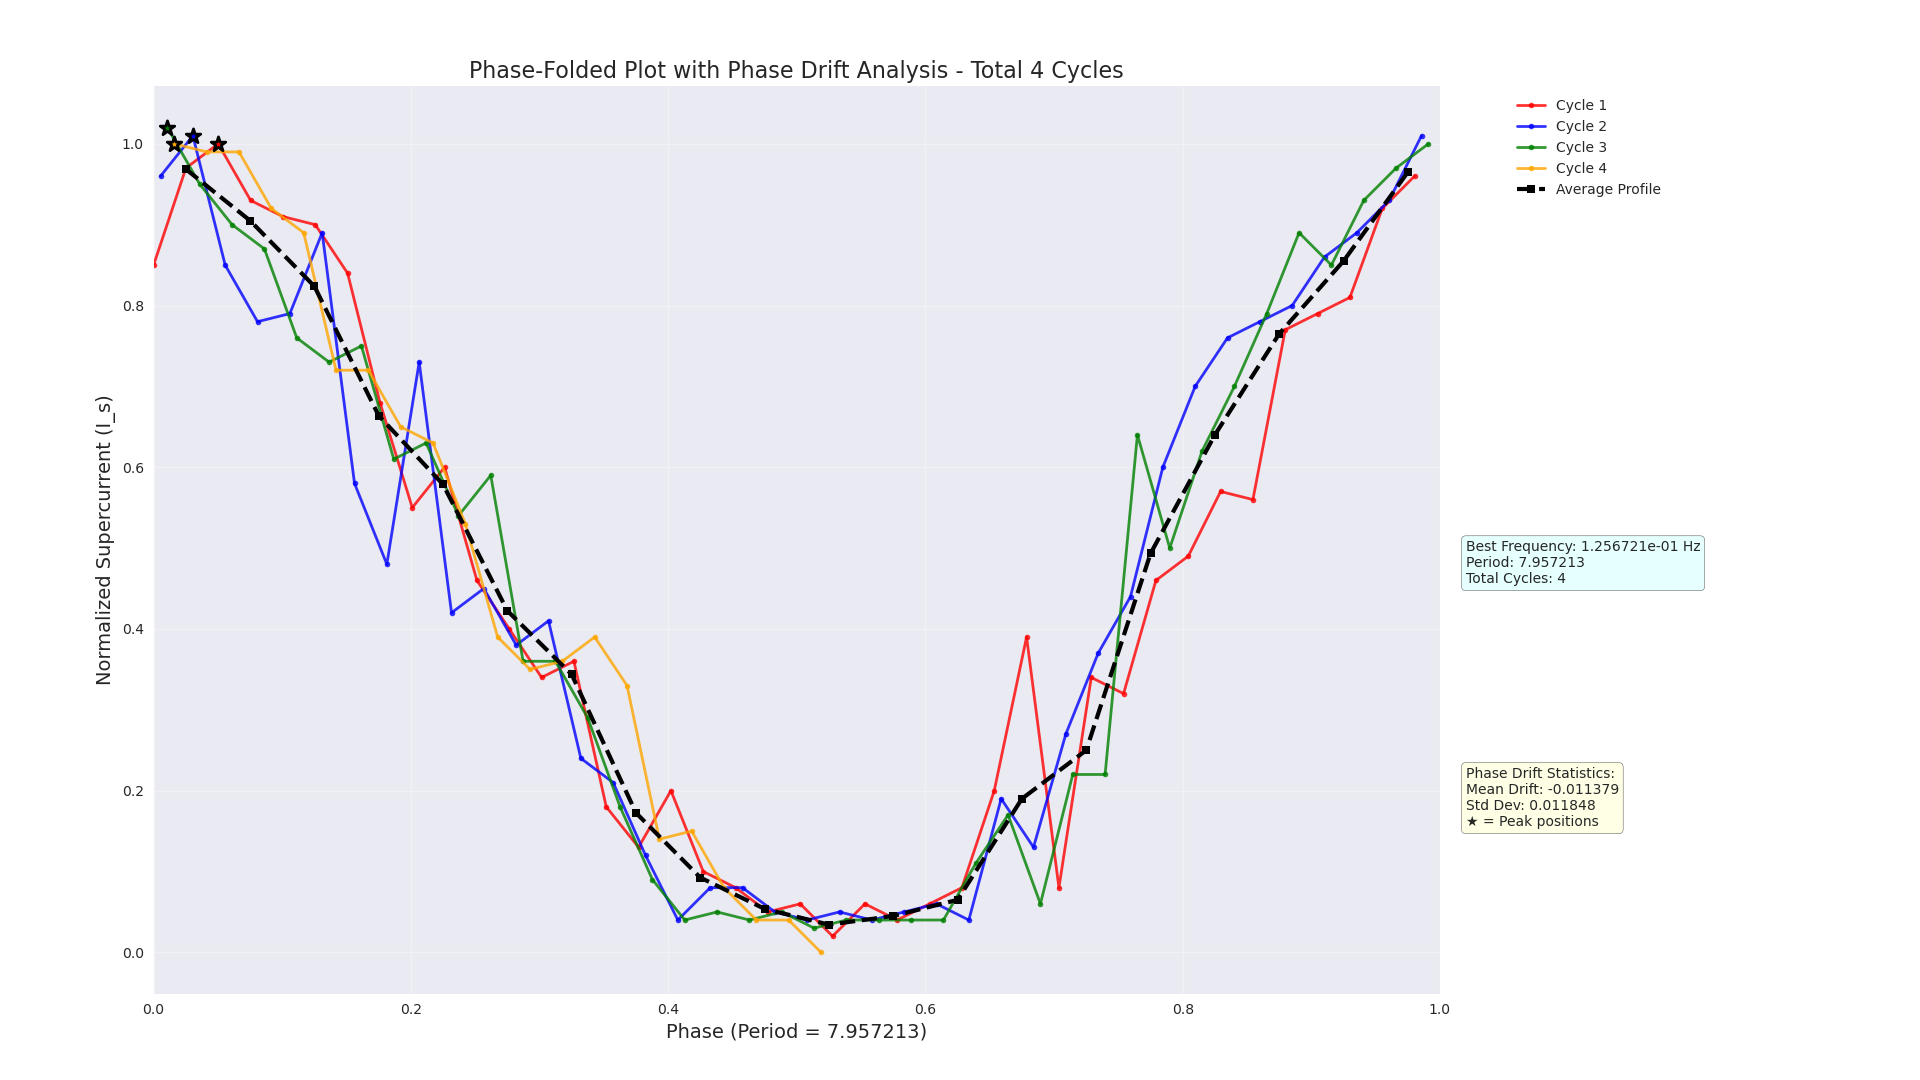 Phase-Folded Plot with Phase Drift Analysis - Total 4 Cycles
Normalized Supercurrent (I_s)
1.0
0.8
0.6
0.4
0.2
0.0
0.0 0.2 0.4 0.6 0.8 1.0
Phase (Period = 7.957213)
Cycle 1
Cycle 2
Cycle 3
Cycle 4
Average Profile
Best Frequency: 1.256721e-01 Hz
Period: 7.957213
Total Cycles: 4
Phase Drift Statistics:
Mean Drift: -0.011379
Std Dev: 0.011848
★ = Peak positions